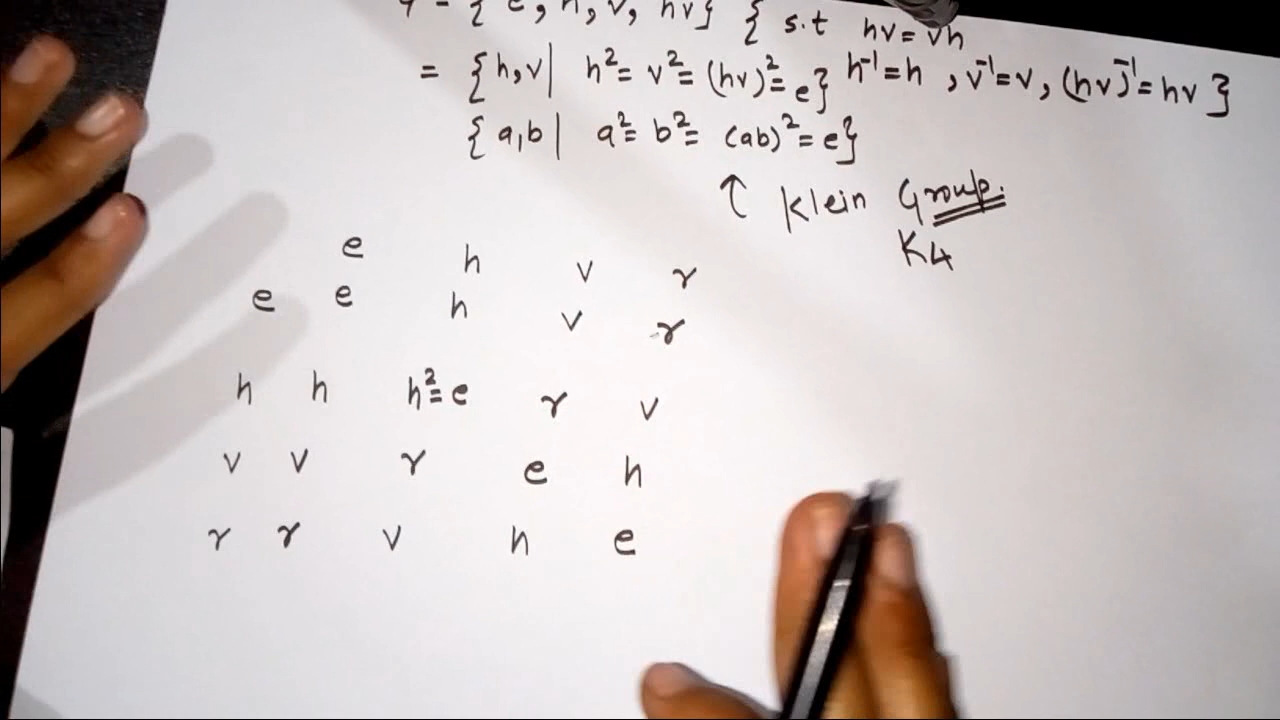 = { e, h, v, hv} { s.t hv = vh
= {h,v| h² = v² = (hv)² = e} h⁻¹ = h , v⁻¹ = v, (hv)⁻¹ = hv }
{ a,b| a² = b² = (ab)² = e}
↑ Klein Group.
K4
e h v r
e e h v r
h h h² = e r v
v v r e h
r r v h e